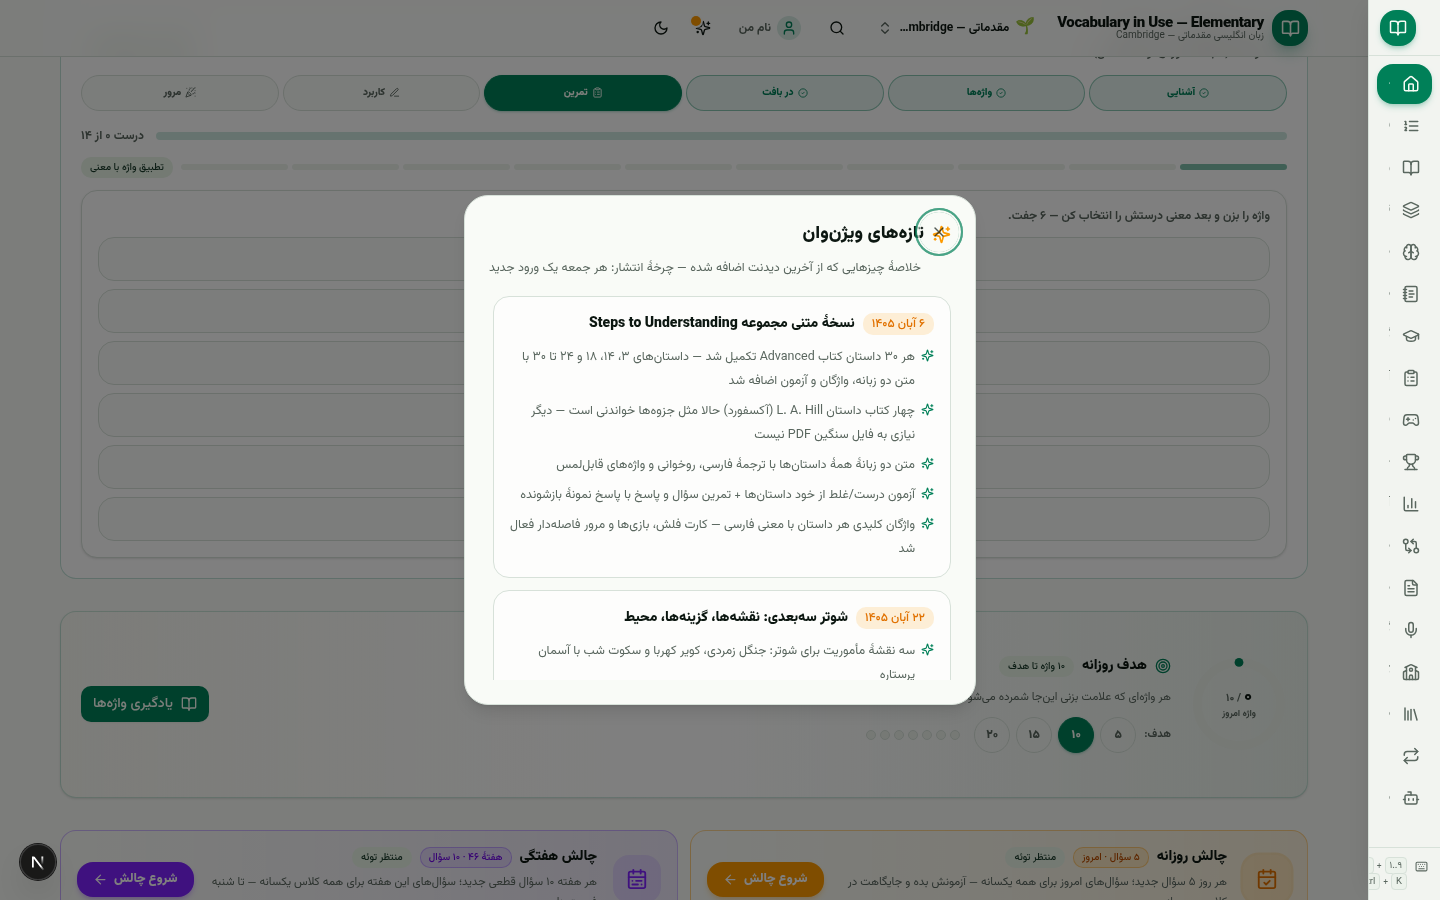 Vocabulary in Use — Elementary
زبان انگلیسی مقدماتی — Cambridge
مقدماتی — mbridge...
نام من
آشنایی
واژه‌ها
در بافت
تمرین
کاربرد
مرور
درست ۰ از ۱۴
تطبیق واژه با معنی
واژه را بزن و بعد معنی درستش را انتخاب کن — ۶ جفت.
تازه‌های ویژن‌وان
خلاصهٔ چیزهایی که از آخرین دیدنت اضافه شده — چرخهٔ انتشار: هر جمعه یک ورود جدید
۶ آبان ۱۴۰۵
نسخهٔ متنی مجموعه Steps to Understanding
هر ۳۰ داستان کتاب Advanced تکمیل شد — داستان‌های ۳، ۱۴، ۱۸ و ۲۴ تا ۳۰ با
متن دو زبانه، واژگان و آزمون اضافه شد
چهار کتاب داستان L. A. Hill (آکسفورد) حالا مثل جزوه‌ها خواندنی است — دیگر
نیازی به فایل سنگین PDF نیست
متن دو زبانهٔ همهٔ داستان‌ها با ترجمهٔ فارسی، روخوانی و واژه‌های قابل‌لمس
آزمون درست/غلط از خود داستان‌ها + تمرین سؤال و پاسخ با پاسخ نمونهٔ بازشونده
واژگان کلیدی هر داستان با معنی فارسی — کارت فلش، بازی‌ها و مرور فاصله‌دار فعال
شد
۲۲ آبان ۱۴۰۵
شوتر سه‌بعدی: نقشه‌ها، گزینه‌ها، محیط
سه نقشهٔ مأموریت برای شوتر: جنگل زمردی، کویر کهربا و سکوت شب با آسمان
پرستاره
هدف روزانه
۱۰ واژه تا هدف
هر واژه‌ای که علامت بزنی این‌جا شمرده می‌شو
هدف:
۵
۱۰
۱۵
۲۰
۰ / ۱۰
واژه امروز
یادگیری واژه‌ها
چالش روزانه
۵ سؤال · امروز
منتظر توئه
هر روز ۵ سؤال جدید؛ سؤال‌های امروز برای همه یکسانه — آزمونش بده و جایگاهت در
شروع چالش
چالش هفتگی
هفتهٔ ۴۶ · ۱۰ سؤال
منتظر توئه
هر هفته ۱۰ سؤال قطعی جدید؛ سؤال‌های این هفته برای همه کلاس یکسانه — تا شنبه
شروع چالش
N
+ ۱..۹
+ K